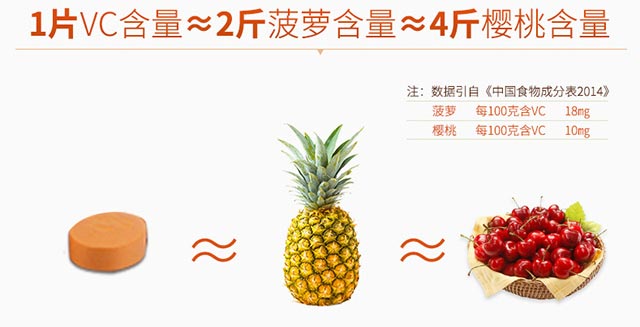 1片VC含量≈2斤菠萝含量≈4斤樱桃含量
注：数据引自《中国食物成分表2014》
菠萝 每100克含VC 18mg
樱桃 每100克含VC 10mg
≈ ≈